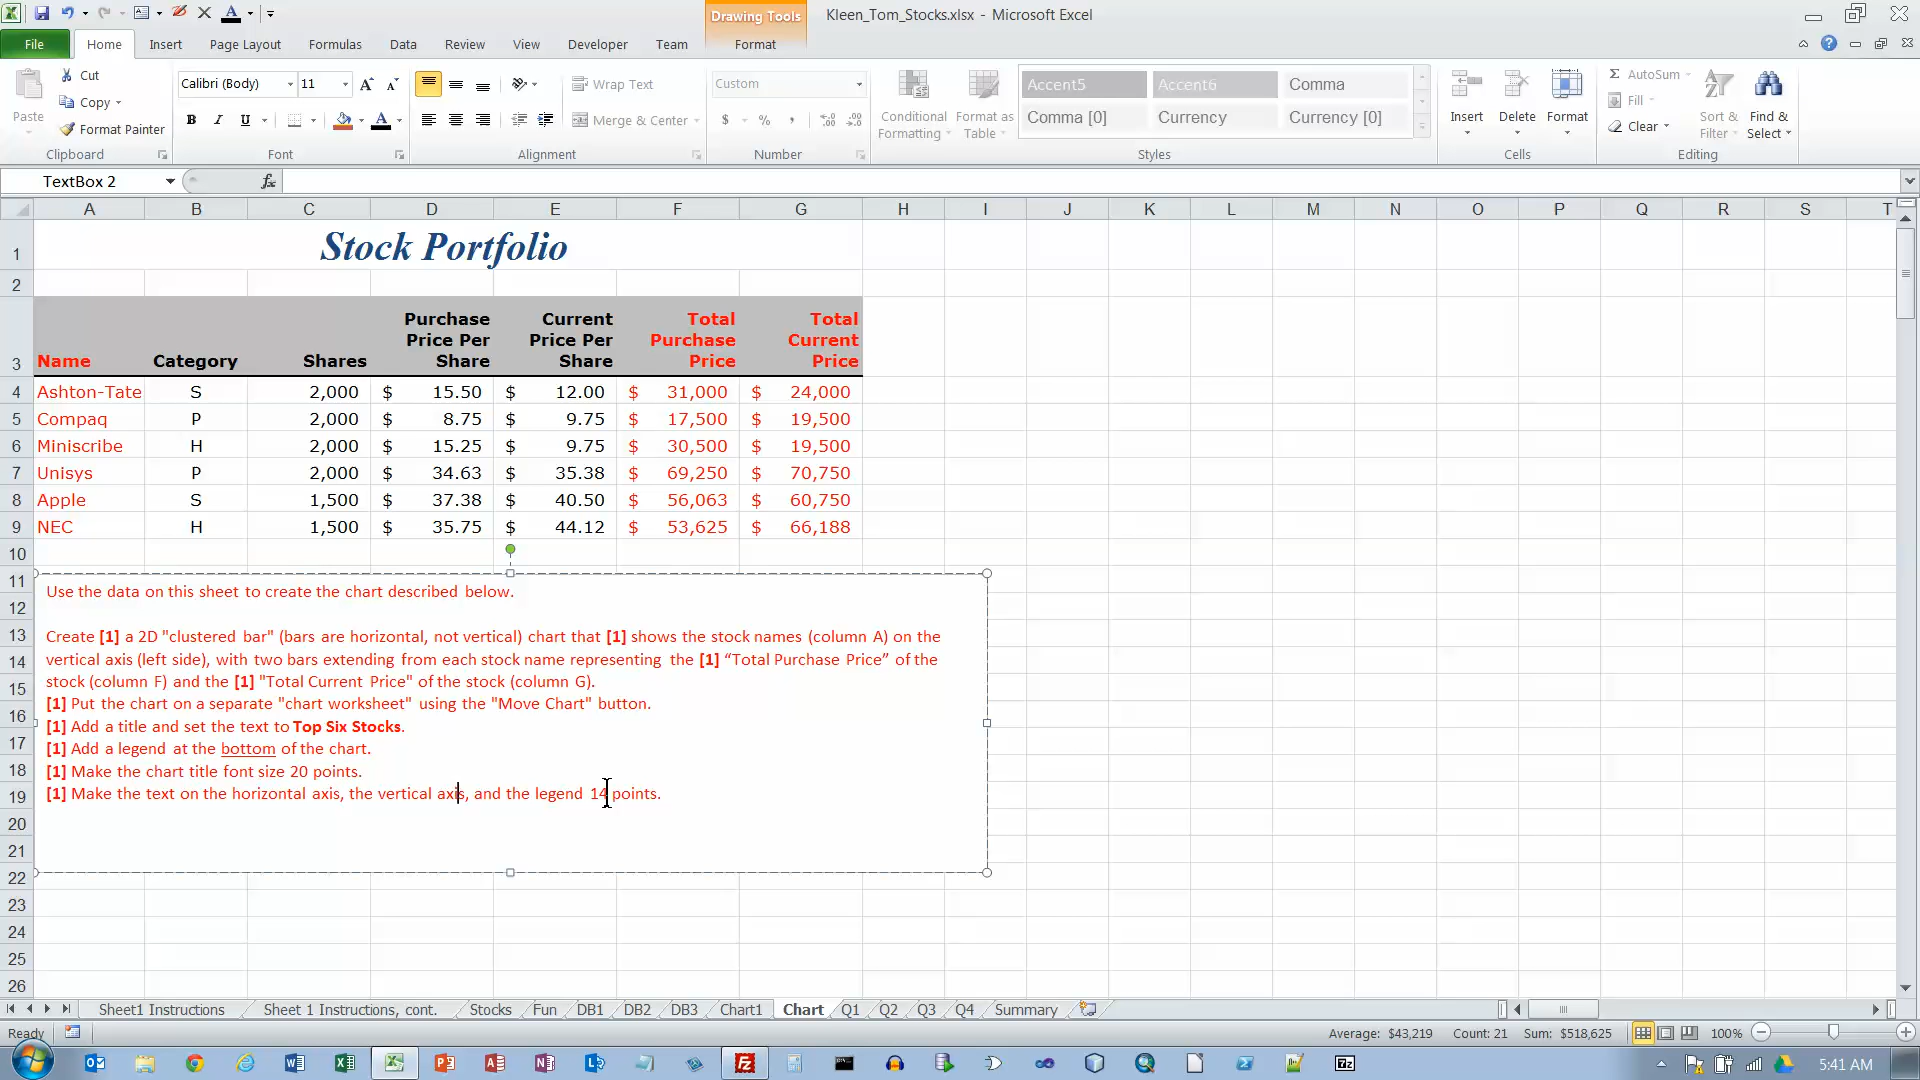 Drawing Tools
Kleen_Tom_Stocks.xlsx - Microsoft Excel
File Home Insert Page Layout Formulas Data Review View Developer Team Format
Cut
Copy
Format Painter
Paste
Calibri (Body) 11
B I U
Wrap Text
Merge & Center
Custom
$ % ,
Conditional Formatting
Format as Table
Accent5 Accent6 Comma
Comma [0] Currency Currency [0]
Insert Delete Format
AutoSum
Fill
Clear
Sort & Filter
Find & Select
Clipboard Font Alignment Number Styles Cells Editing
TextBox 2 fx
A B C D E F G H I J K L M N O P Q R S T
1 Stock Portfolio
2
3 Name Category Shares Purchase Price Per Share Current Price Per Share Total Purchase Price Total Current Price
4 Ashton-Tate S 2,000 $ 15.50 $ 12.00 $ 31,000 $ 24,000
5 Compaq P 2,000 $ 8.75 $ 9.75 $ 17,500 $ 19,500
6 Miniscribe H 2,000 $ 15.25 $ 9.75 $ 30,500 $ 19,500
7 Unisys P 2,000 $ 34.63 $ 35.38 $ 69,250 $ 70,750
8 Apple S 1,500 $ 37.38 $ 40.50 $ 56,063 $ 60,750
9 NEC H 1,500 $ 35.75 $ 44.12 $ 53,625 $ 66,188
10
11 Use the data on this sheet to create the chart described below.
12
13 Create [1] a 2D "clustered bar" (bars are horizontal, not vertical) chart that [1] shows the stock names (column A) on the
14 vertical axis (left side), with two bars extending from each stock name representing the [1] “Total Purchase Price” of the
15 stock (column F) and the [1] "Total Current Price" of the stock (column G).
16 [1] Put the chart on a separate "chart worksheet" using the "Move Chart" button.
17 [1] Add a title and set the text to Top Six Stocks.
18 [1] Add a legend at the bottom of the chart.
19 [1] Make the chart title font size 20 points.
20 [1] Make the text on the horizontal axis, the vertical axis, and the legend 14 points.
21
22
23
24
25
26
Sheet1 Instructions Sheet 1 Instructions, cont. Stocks Fun DB1 DB2 DB3 Chart1 Chart Q1 Q2 Q3 Q4 Summary
Ready Average: $43,219 Count: 21 Sum: $518,625 100%
5:41 AM